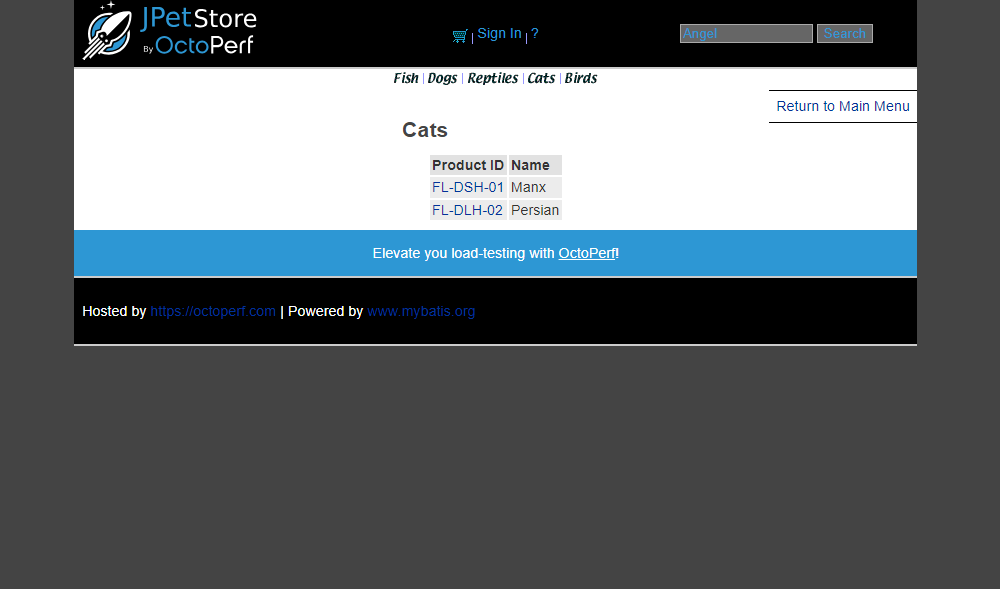 JPetStore
By OctoPerf
Sign In ?
Angel Search
Fish Dogs Reptiles Cats Birds
Return to Main Menu
Cats
Product ID Name
FL-DSH-01 Manx
FL-DLH-02 Persian
Elevate you load-testing with OctoPerf!
Hosted by https://octoperf.com | Powered by www.mybatis.org